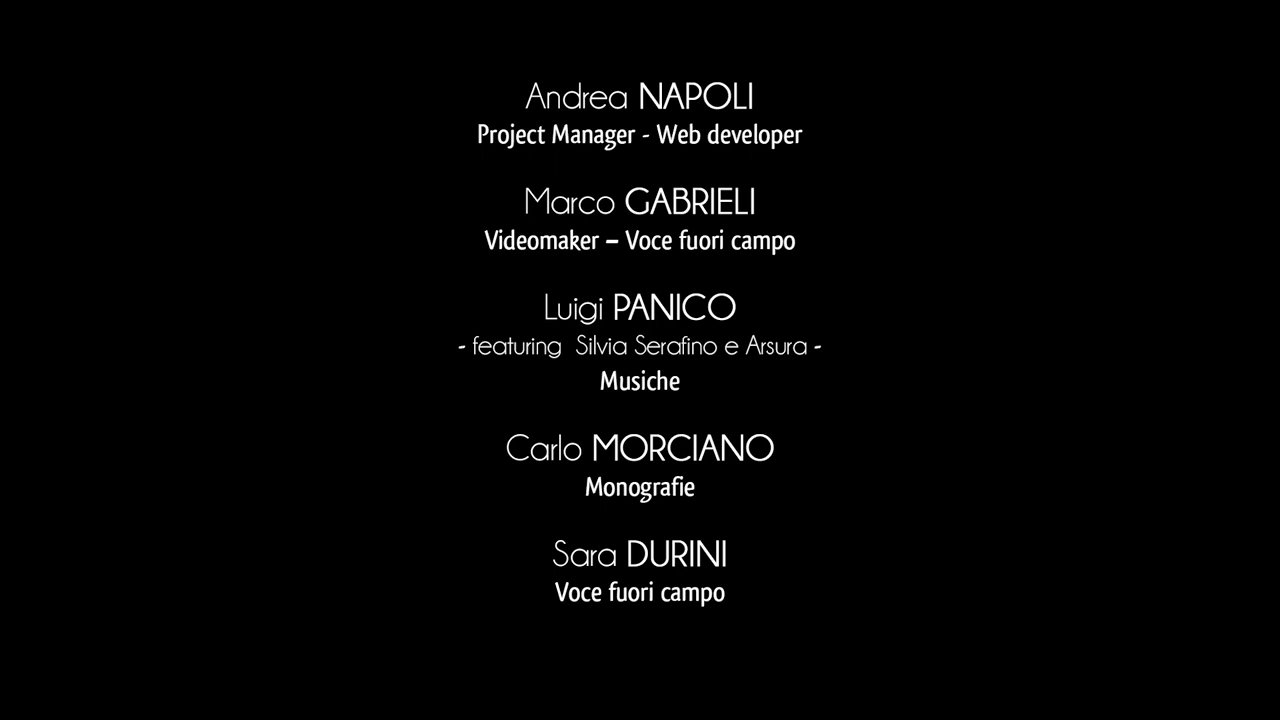 Andrea NAPOLI
Project Manager - Web developer
Marco GABRIELI
Videomaker – Voce fuori campo
Luigi PANICO
- featuring  Silvia Serafino e Arsura -
Musiche
Carlo MORCIANO
Monografie
Sara DURINI
Voce fuori campo